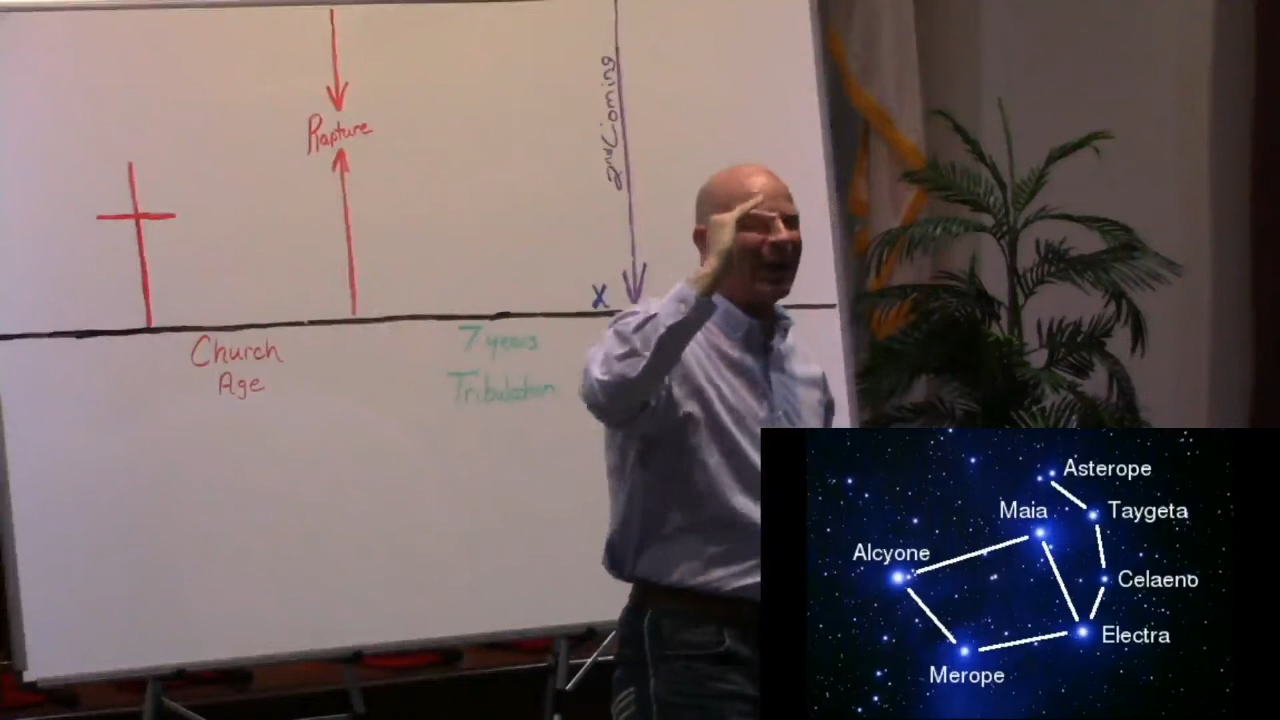 Rapture
2nd Coming
X
Church
Age
7 years
Tribulation
Asterope
Maia
Taygeta
Alcyone
Celaeno
Electra
Merope